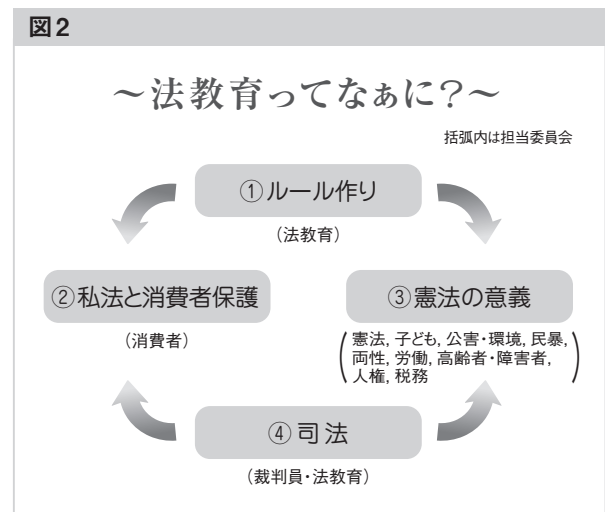 図2
～法教育ってなぁに?～
括弧内は担当委員会
①ルール作り
(法教育)
②私法と消費者保護
(消費者)
③憲法の意義
(憲法, 子ども, 公害・環境, 民暴,
両性, 労働, 高齢者・障害者,
人権, 税務)
④司法
(裁判員・法教育)